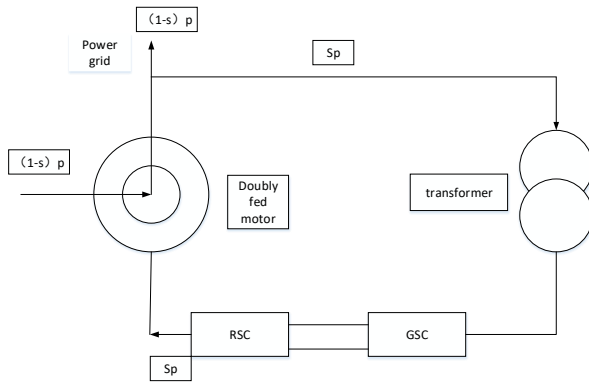 （1-s）p
Power
grid
Sp
（1-s）p
Doubly
fed
motor
transformer
RSC
GSC
Sp